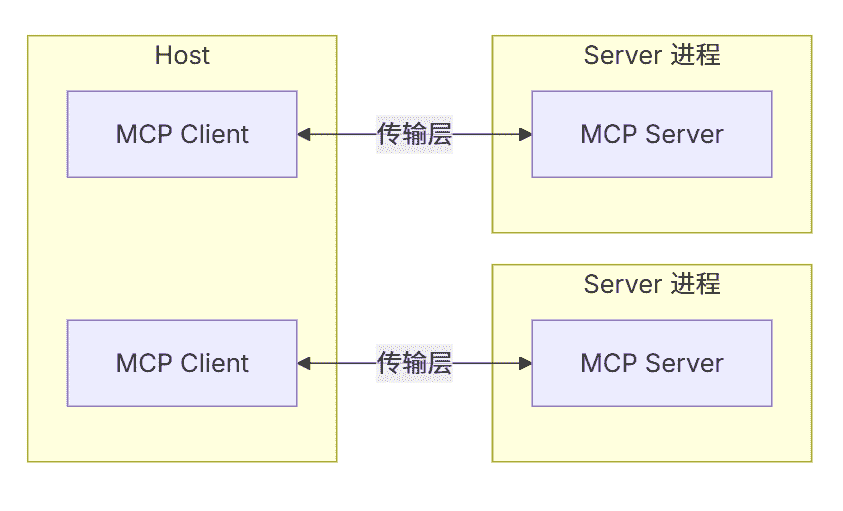 Host
Server 进程
MCP Client
传输层
MCP Server
Server 进程
MCP Client
传输层
MCP Server